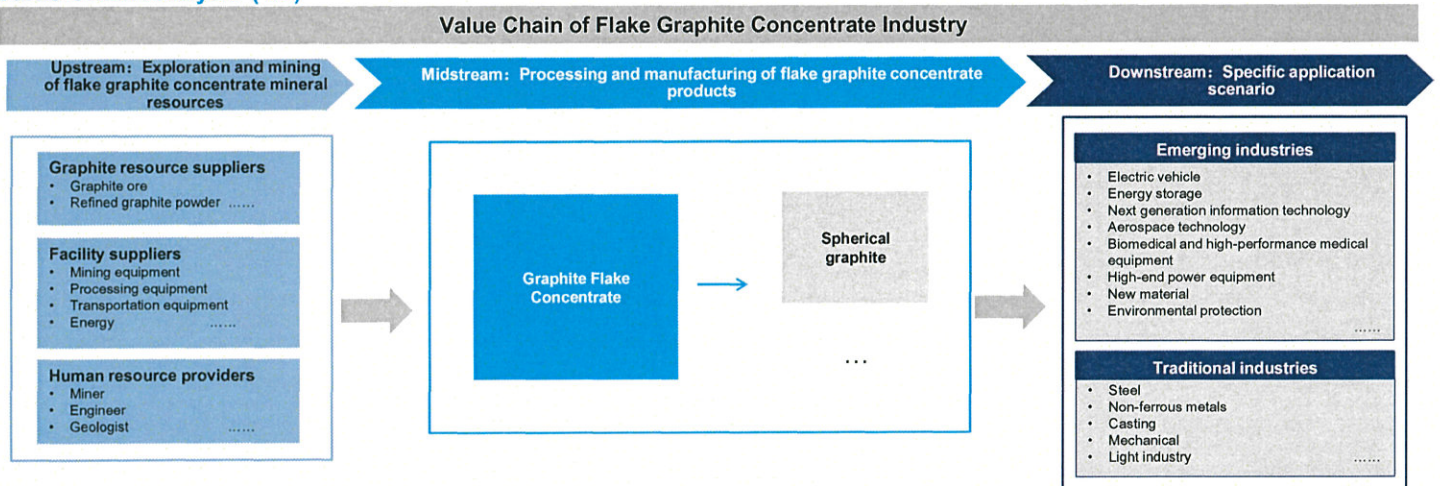 Value Chain of Flake Graphite Concentrate Industry
Upstream：Exploration and mining
of flake graphite concentrate mineral
resources
Midstream：Processing and manufacturing of flake graphite concentrate
products
Downstream：Specific application
scenario
Graphite resource suppliers
• Graphite ore
• Refined graphite powder ……
Facility suppliers
• Mining equipment
• Processing equipment
• Transportation equipment
• Energy ……
Human resource providers
• Miner
• Engineer
• Geologist ……
Graphite Flake
Concentrate
Spherical
graphite
…
Emerging industries
• Electric vehicle
• Energy storage
• Next generation information technology
• Aerospace technology
• Biomedical and high-performance medical
equipment
• High-end power equipment
• New material
• Environmental protection
……
Traditional industries
• Steel
• Non-ferrous metals
• Casting
• Mechanical
• Light industry ……